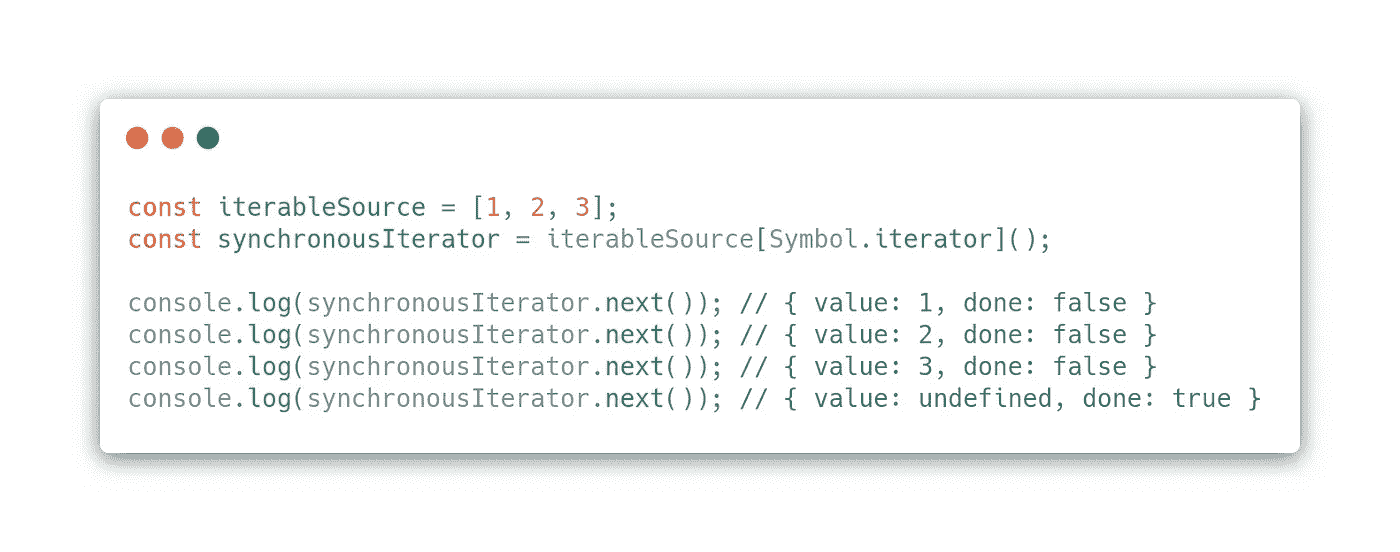 const iterableSource = [1, 2, 3];
const synchronousIterator = iterableSource[Symbol.iterator]();
console.log(synchronousIterator.next()); // { value: 1, done: false }
console.log(synchronousIterator.next()); // { value: 2, done: false }
console.log(synchronousIterator.next()); // { value: 3, done: false }
console.log(synchronousIterator.next()); // { value: undefined, done: true }